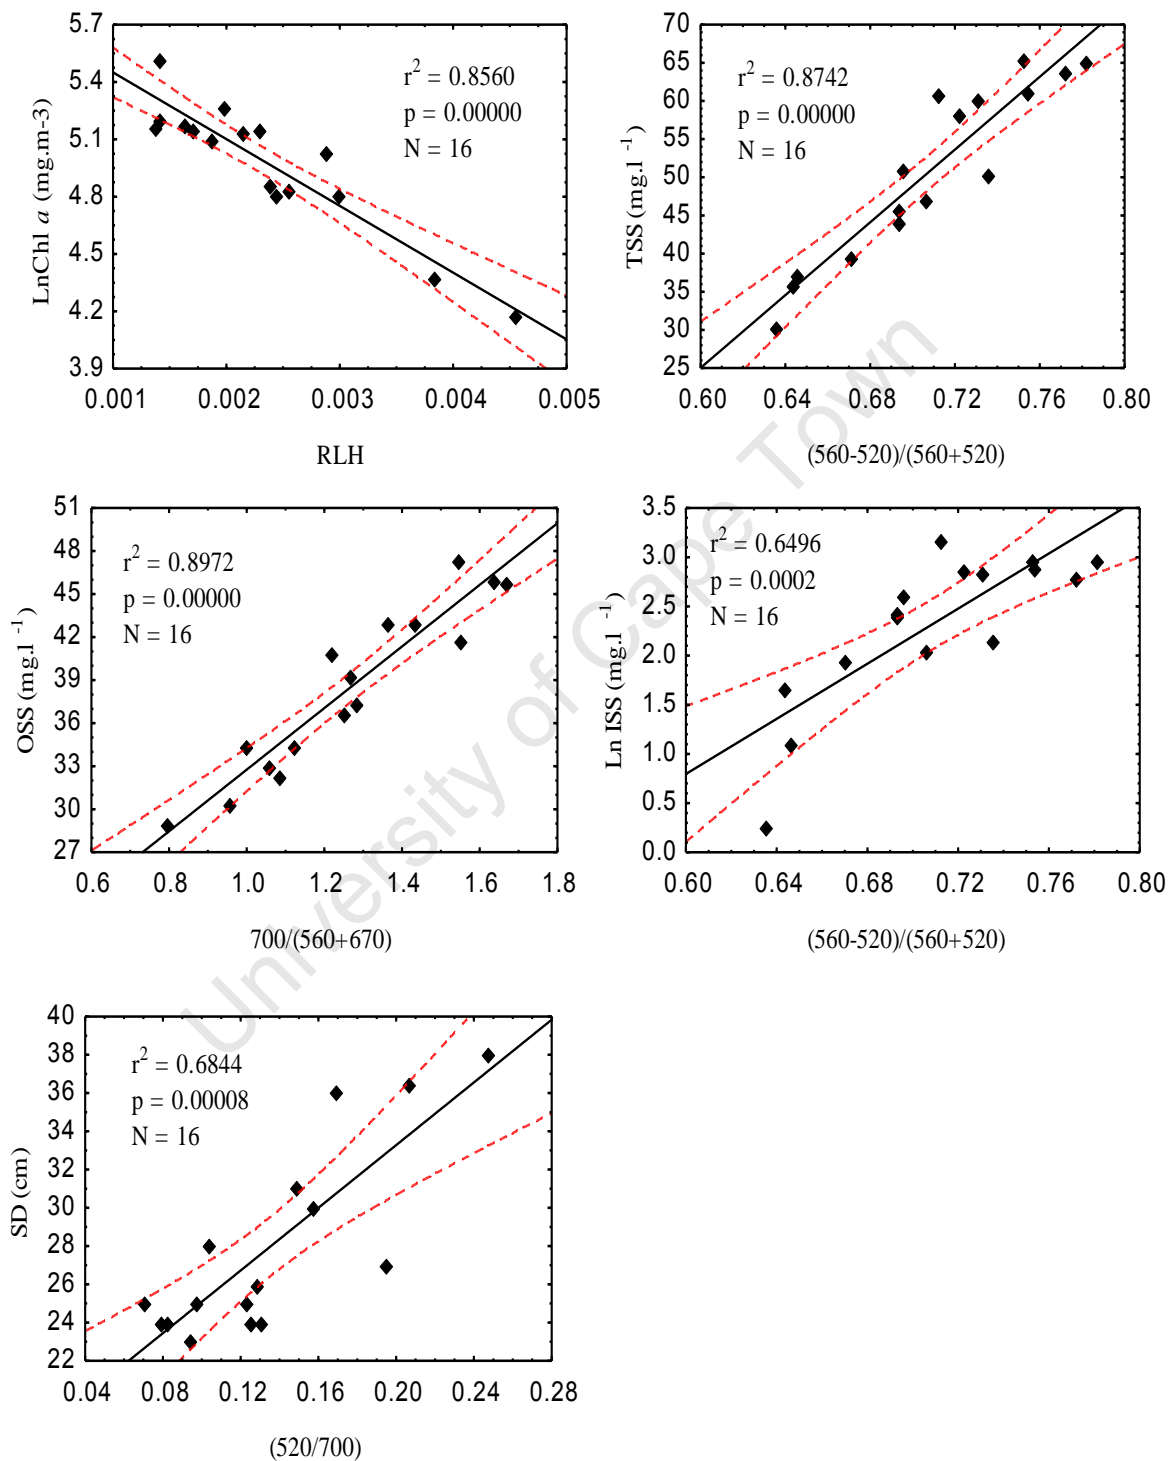 5.7
5.4
5.1
4.8
4.5
4.2
3.9
LnChl a (mg.m-3)
r² = 0.8560
p = 0.00000
N = 16
0.001 0.002 0.003 0.004 0.005
RLH
70
65
60
55
50
45
40
35
30
25
TSS (mg.l ⁻¹)
r² = 0.8742
p = 0.00000
N = 16
0.60 0.64 0.68 0.72 0.76 0.80
(560-520)/(560+520)
51
48
45
42
39
36
33
30
27
OSS (mg.l ⁻¹)
r² = 0.8972
p = 0.00000
N = 16
0.6 0.8 1.0 1.2 1.4 1.6 1.8
700/(560+670)
3.5
3.0
2.5
2.0
1.5
1.0
0.5
0.0
Ln ISS (mg.l ⁻¹)
r² = 0.6496
p = 0.0002
N = 16
0.60 0.64 0.68 0.72 0.76 0.80
(560-520)/(560+520)
40
38
36
34
32
30
28
26
24
22
SD (cm)
r² = 0.6844
p = 0.00008
N = 16
0.04 0.08 0.12 0.16 0.20 0.24 0.28
(520/700)
University of Cape Town